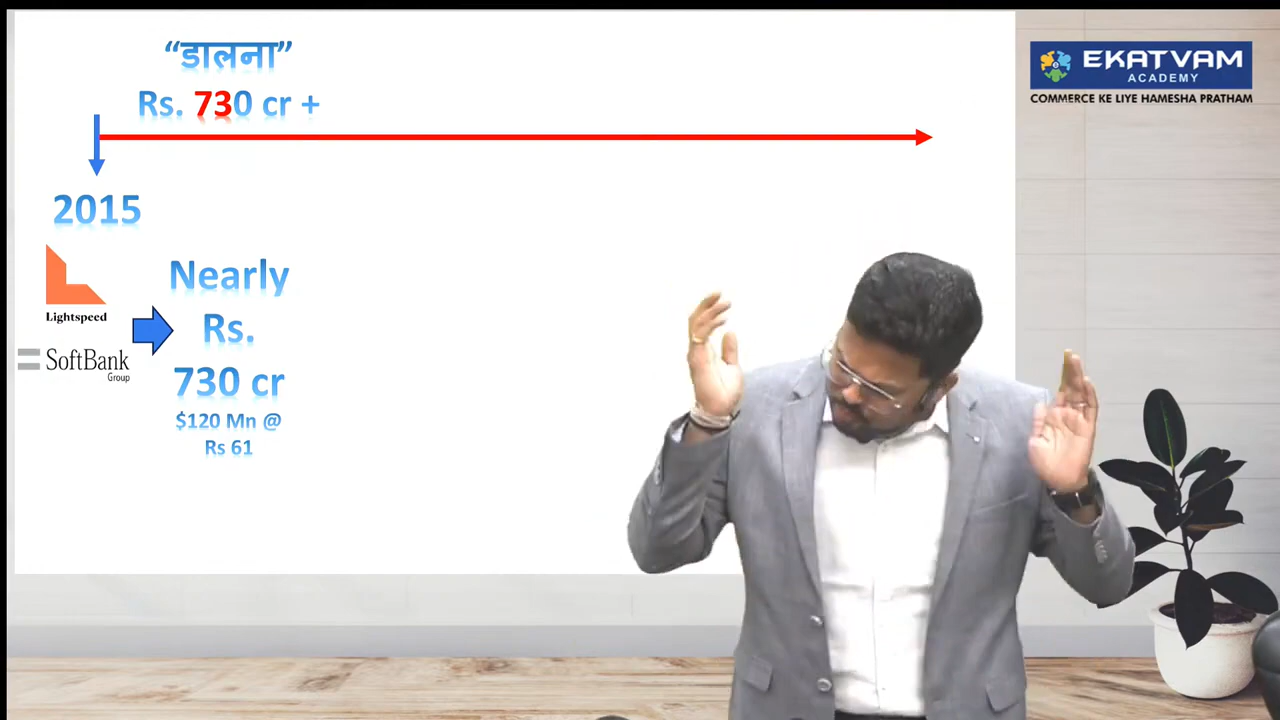 “डालना”
Rs. 730 cr +
2015
Lightspeed
SoftBank
Group
Nearly
Rs.
730 cr
$120 Mn @
Rs 61
EKATVAM
ACADEMY
COMMERCE KE LIYE HAMESHA PRATHAM